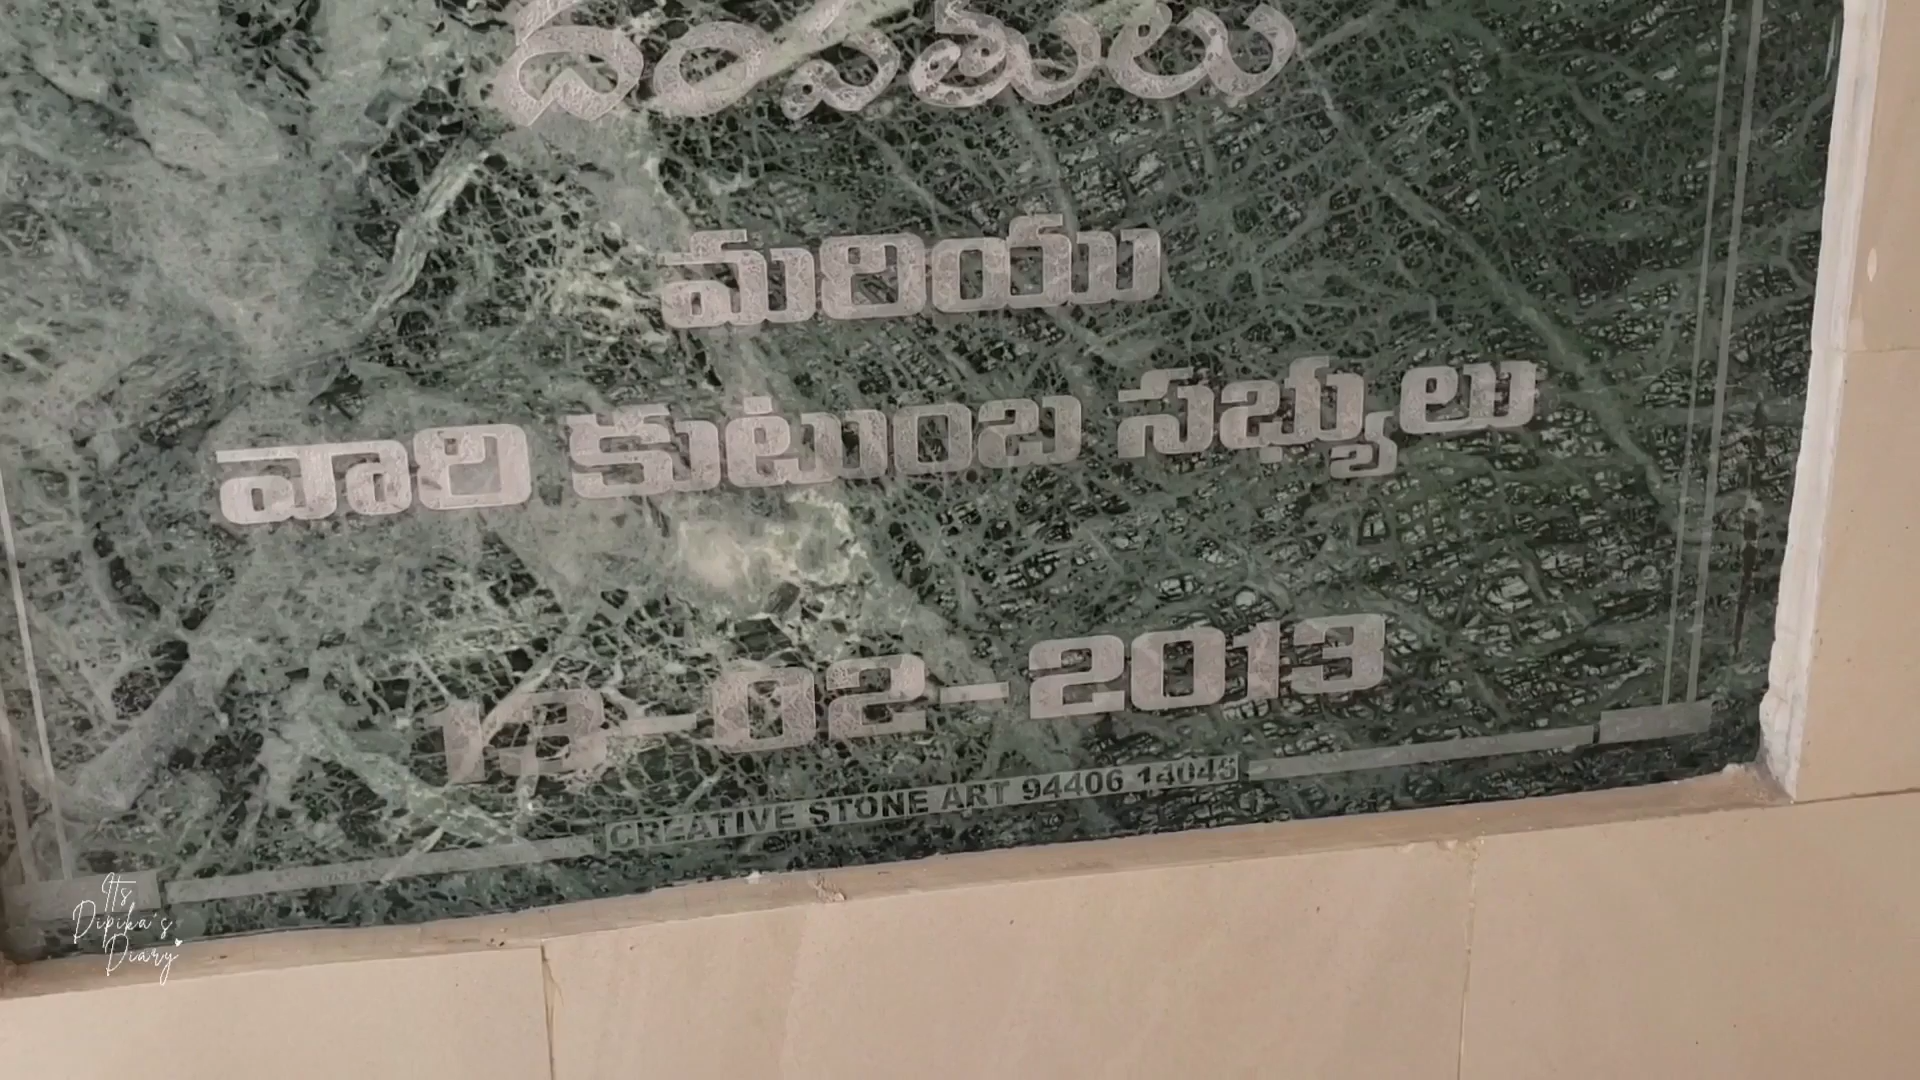 దంపతులు
మరియు
వారి కుటుంబ సభ్యులు
13-02-2013
CREATIVE STONE ART 94406 14045
Its
Dipika's
Diary